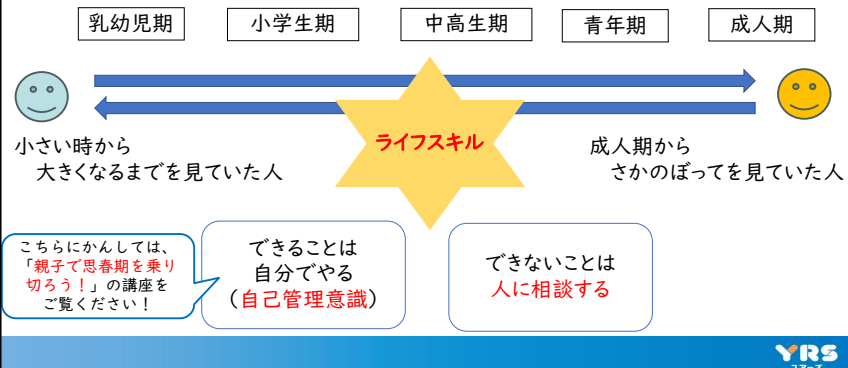 乳幼児期
小学生期
中高生期
青年期
成人期
ライフスキル
小さい時から
大きくなるまでを見ていた人
成人期から
さかのぼってを見ていた人
こちらにかんしては、
「親子で思春期を乗り
切ろう！」の講座を
ご覧ください！
できることは
自分でやる
（自己管理意識）
できないことは
人に相談する
YRS